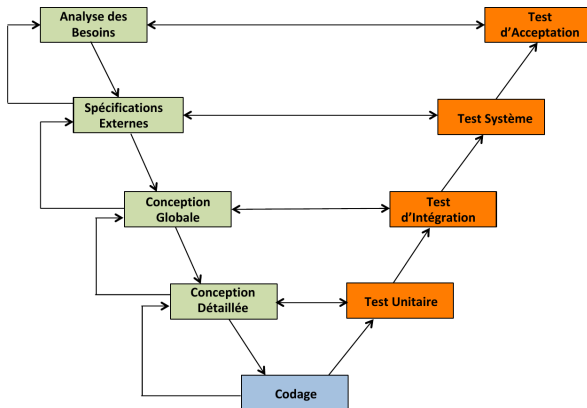 Analyse des
Besoins
Test
d'Acceptation
Spécifications
Externes
Test Système
Conception
Globale
Test
d'Intégration
Conception
Détaillée
Test Unitaire
Codage